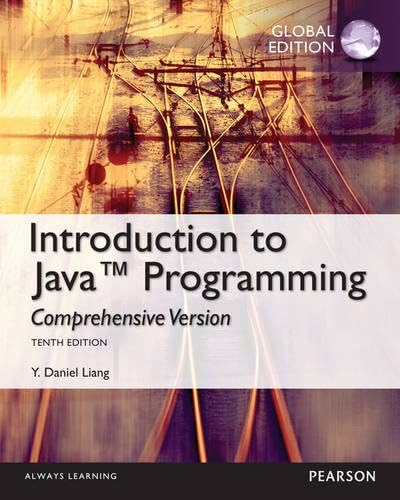 GLOBAL
EDITION
Introduction to
Java™ Programming
Comprehensive Version
TENTH EDITION
Y. Daniel Liang
ALWAYS LEARNING
PEARSON